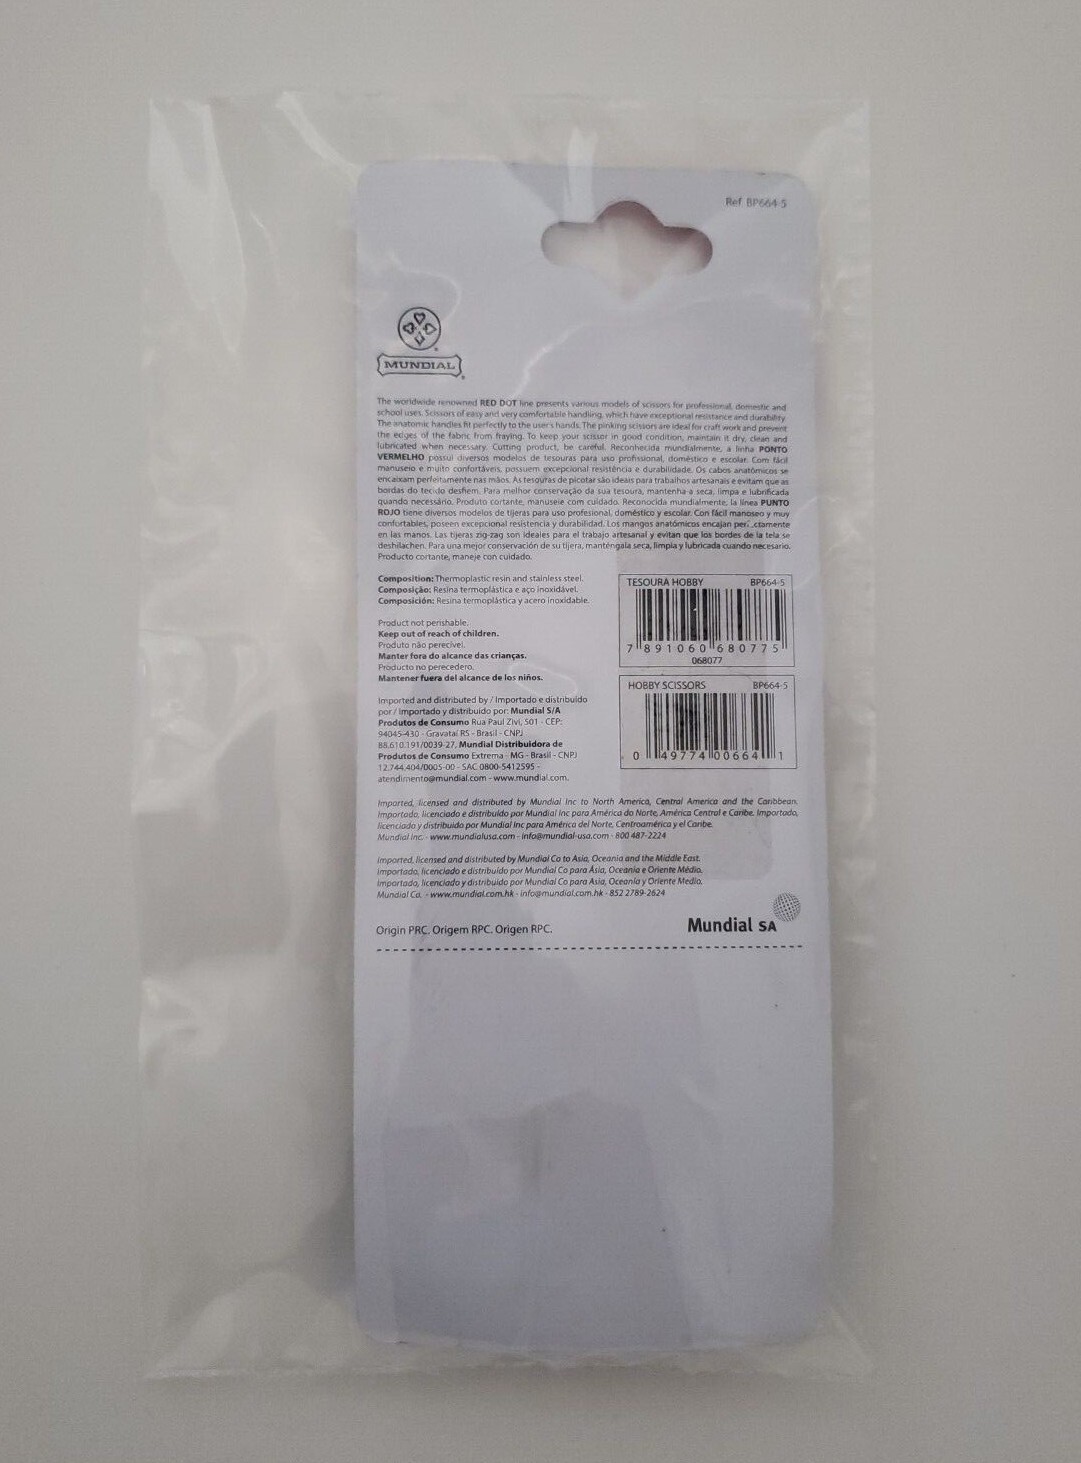 Ref. BP664-5
MUNDIAL
The worldwide renowned RED DOT line presents various models of scissors for professional, domestic and
school uses. Scissors of easy and very comfortable handling, which have exceptional resistance and durability.
The anatomic handles fit perfectly to the user's hands. The pinking scissors are ideal for craft work and prevent
the edges of the fabric from fraying. To keep your scissor in good condition, maintain it dry, clean and
lubricated when necessary. Cutting product, be careful. Reconhecida mundialmente, a linha PONTO
VERMELHO possui diversos modelos de tesouras para uso profissional, doméstico e escolar. Com fácil
manuseio e muito confortáveis, possuem excepcional resistência e durabilidade. Os cabos anatômicos se
encaixam perfeitamente nas mãos. As tesouras de picotar são ideais para trabalhos artesanais e evitam que as
bordas do tecido desfiem. Para melhor conservação da sua tesoura, mantenha-a seca, limpa e lubrificada
quando necessário. Produto cortante, manuseie com cuidado. Reconocida mundialmente, la línea PUNTO
ROJO tiene diversos modelos de tijeras para uso profesional, doméstico y escolar. Con fácil manoseo y muy
confortables, poseen excepcional resistencia y durabilidad. Los mangos anatómicos encajan perfectamente
en las manos. Las tijeras zig-zag son ideales para el trabajo artesanal y evitan que los bordes de la tela se
deshilachen. Para una mejor conservación de su tijera, manténgala seca, limpia y lubricada cuando necesario.
Producto cortante, maneje con cuidado.
Composition: Thermoplastic resin and stainless steel.
Composição: Resina termoplástica e aço inoxidável.
Composición: Resina termoplástica y acero inoxidable.
Product not perishable.
Keep out of reach of children.
Produto não perecível.
Manter fora do alcance das crianças.
Producto no perecedero.
Mantener fuera del alcance de los niños.
TESOURA HOBBY BP664-5
7 891060 680775
068077
HOBBY SCISSORS BP664-5
0 49774 00664 1
Imported and distributed by / Importado e distribuído
por / Importado y distribuido por: Mundial S/A
Produtos de Consumo Rua Paul Zivi, 501 - CEP:
94045-430 - Gravataí RS - Brasil - CNPJ
88.610.191/0039-27. Mundial Distribuidora de
Produtos de Consumo Extrema - MG - Brasil - CNPJ
12.744.404/0005-00 - SAC 0800-5412595 -
atendimento@mundial.com - www.mundial.com.
Imported, licensed and distributed by Mundial Inc to North America, Central America and the Caribbean.
Importado, licenciado e distribuído por Mundial Inc para América do Norte, América Central e Caribe. Importado,
licenciado y distribuido por Mundial Inc para América del Norte, Centroamérica y el Caribe.
Mundial Inc. - www.mundialusa.com - info@mundial-usa.com - 800 487-2224
Imported, licensed and distributed by Mundial Co to Asia, Oceania and the Middle East.
Importado, licenciado e distribuído por Mundial Co para Ásia, Oceania e Oriente Médio.
Importado, licenciado y distribuido por Mundial Co para Asia, Oceanía y Oriente Medio.
Mundial Co. - www.mundial.com.hk - info@mundial.com.hk - 852 2789-2624
Origin PRC. Origem RPC. Origen RPC.
Mundial SA